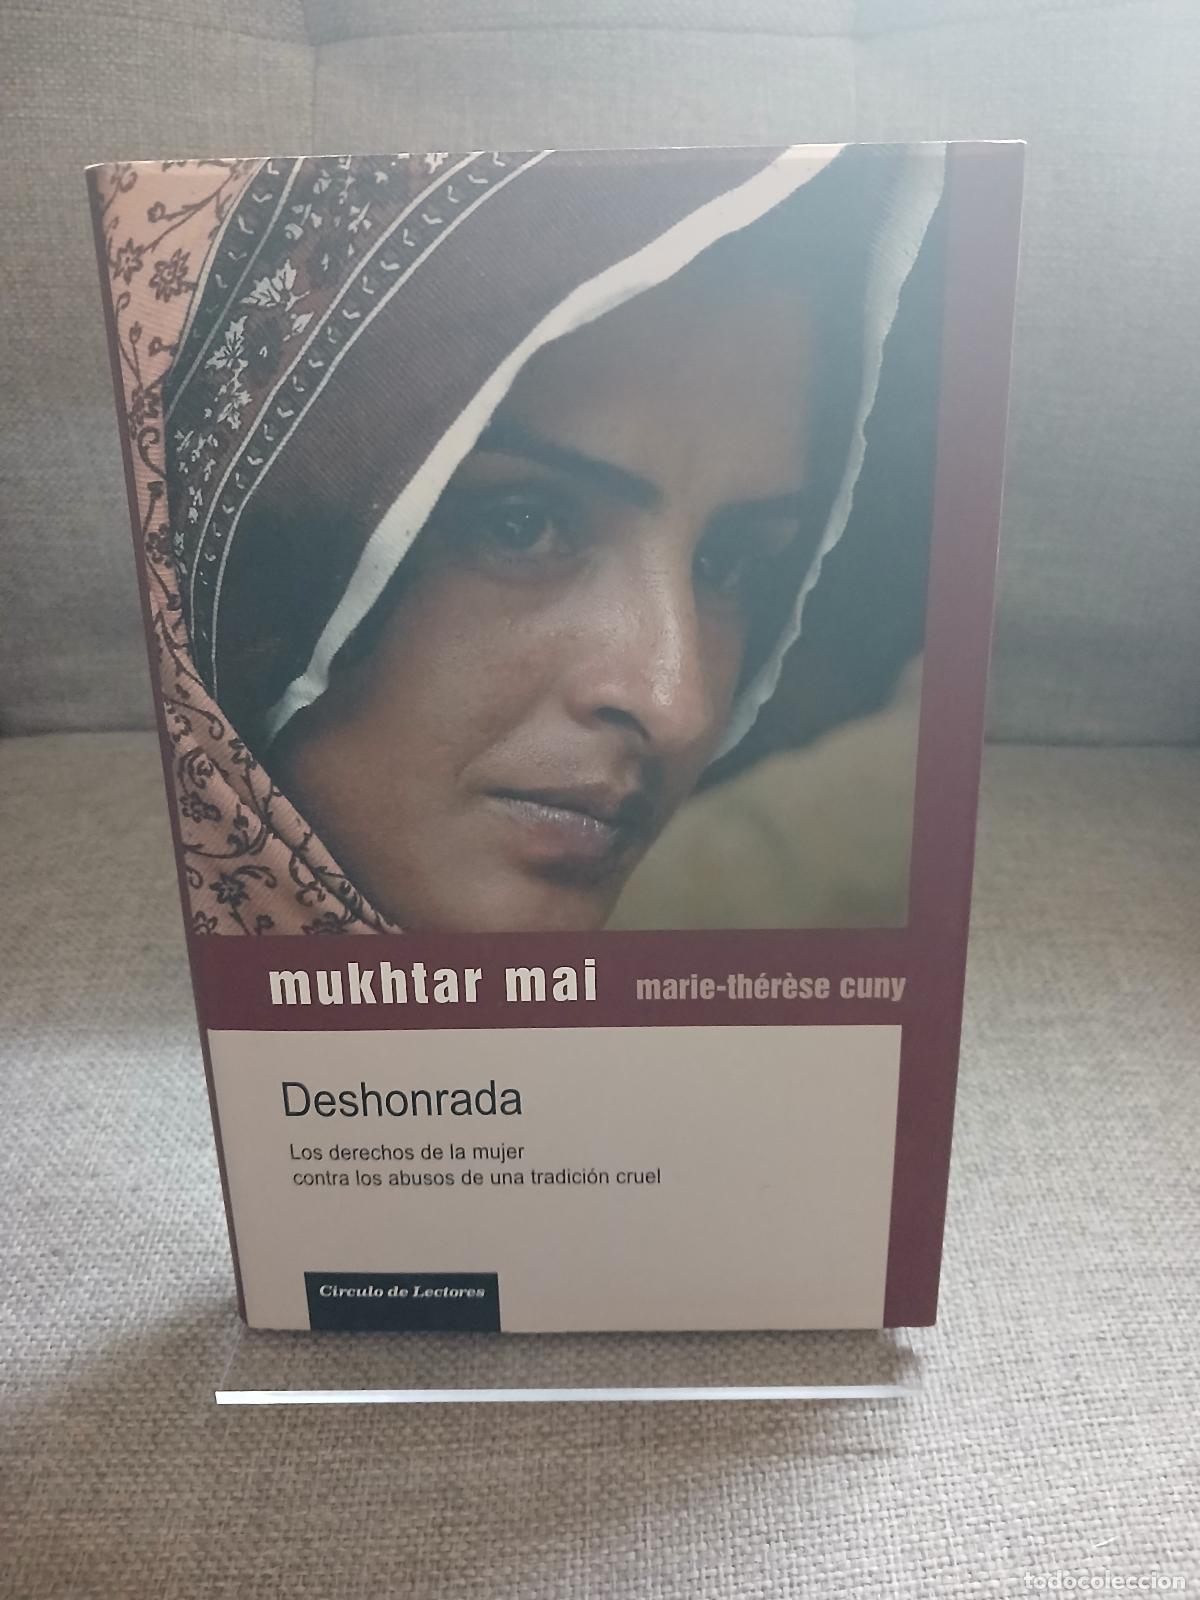 mukhtar mai marie-thérèse cuny
Deshonrada
Los derechos de la mujer
contra los abusos de una tradición cruel
Círculo de Lectores
todocoleccion